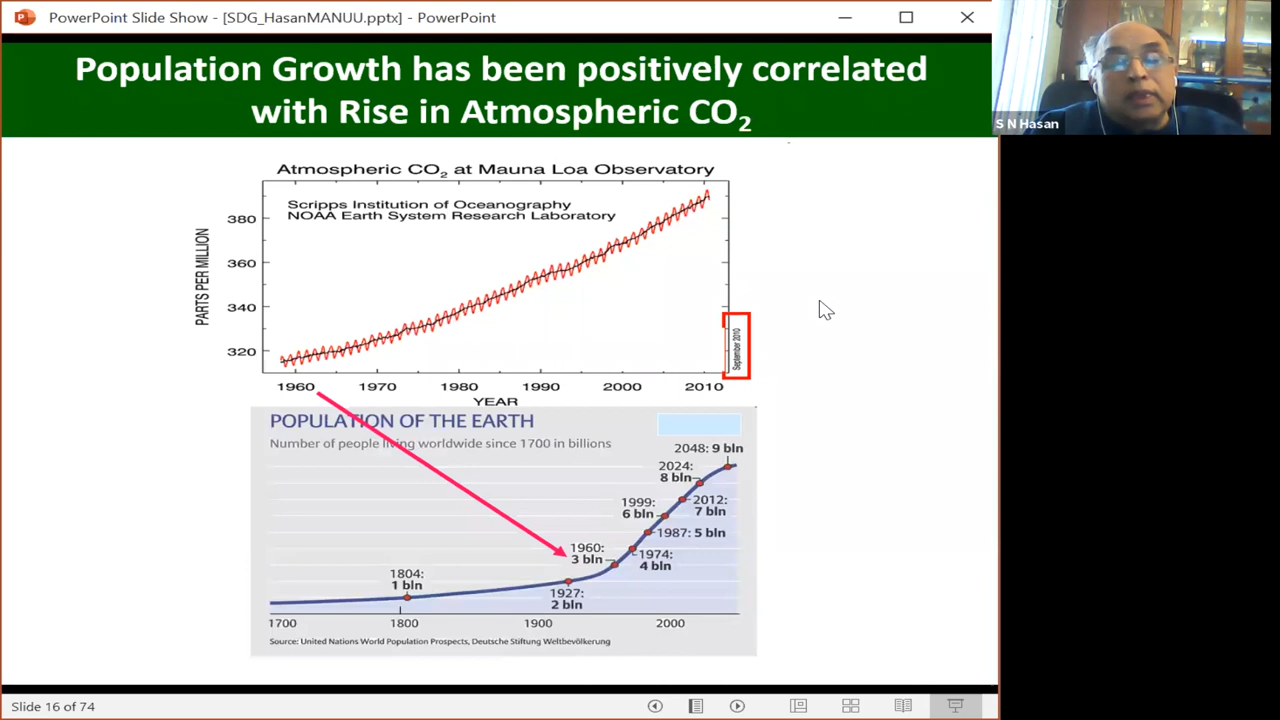 PowerPoint Slide Show - [SDG_HasanMANUU.pptx] - PowerPoint
Population Growth has been positively correlated
with Rise in Atmospheric CO₂
S N Hasan
Atmospheric CO₂ at Mauna Loa Observatory
Scripps Institution of Oceanography
NOAA Earth System Research Laboratory
PARTS PER MILLION
380
360
340
320
September 2010
1960 1970 1980 1990 2000 2010
YEAR
POPULATION OF THE EARTH
Number of people living worldwide since 1700 in billions
2048: 9 bln
2024:
8 bln
2012:
7 bln
1999:
6 bln
1987: 5 bln
1974:
4 bln
1960:
3 bln
1927:
2 bln
1804:
1 bln
1700 1800 1900 2000
Source: United Nations World Population Prospects, Deutsche Stiftung Weltbevölkerung
Slide 16 of 74